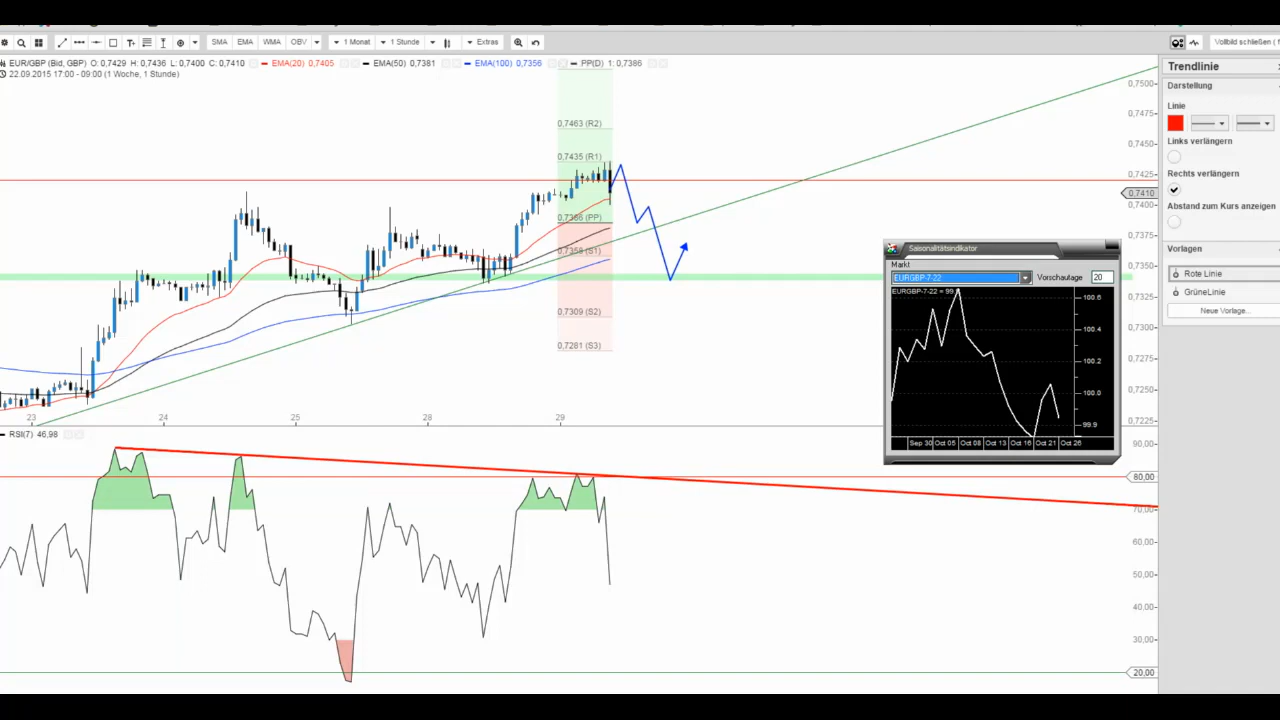 SMA EMA WMA OBV 1 Monat 1 Stunde Extras Vollbild schließen (
EUR/GBP (Bid, GBP) O: 0,7429 H: 0,7436 L: 0,7400 C: 0,7410 EMA(20) 0,7405 EMA(50) 0,7381 EMA(100) 0,7356 PP(D) 1: 0,7386
22.09.2015 17:00 - 09:00 (1 Woche, 1 Stunde)
0,7463 (R2)
0,7435 (R1)
0,7386 (PP)
0,7358 (S1)
0,7309 (S2)
0,7281 (S3)
0,7500
0,7475
0,7450
0,7425
0,7410
0,7400
0,7375
0,7350
0,7325
0,7300
0,7275
0,7250
0,7225
23 24 25 28 29
RSI(7) 46,98
90,00
80,00
70,00
60,00
50,00
40,00
30,00
20,00
Saisonalitätsindikator
Markt
EURGBP-7-22 Vorschautage 20
EURGBP-7-22 = 99.
100.6
100.4
100.2
100.0
99.9
Sep 30 Oct 05 Oct 08 Oct 13 Oct 16 Oct 21 Oct 26
Trendlinie
Darstellung
Linie
Links verlängern
Rechts verlängern
Abstand zum Kurs anzeigen
Vorlagen
Rote Linie
GrüneLinie
Neue Vorlage...